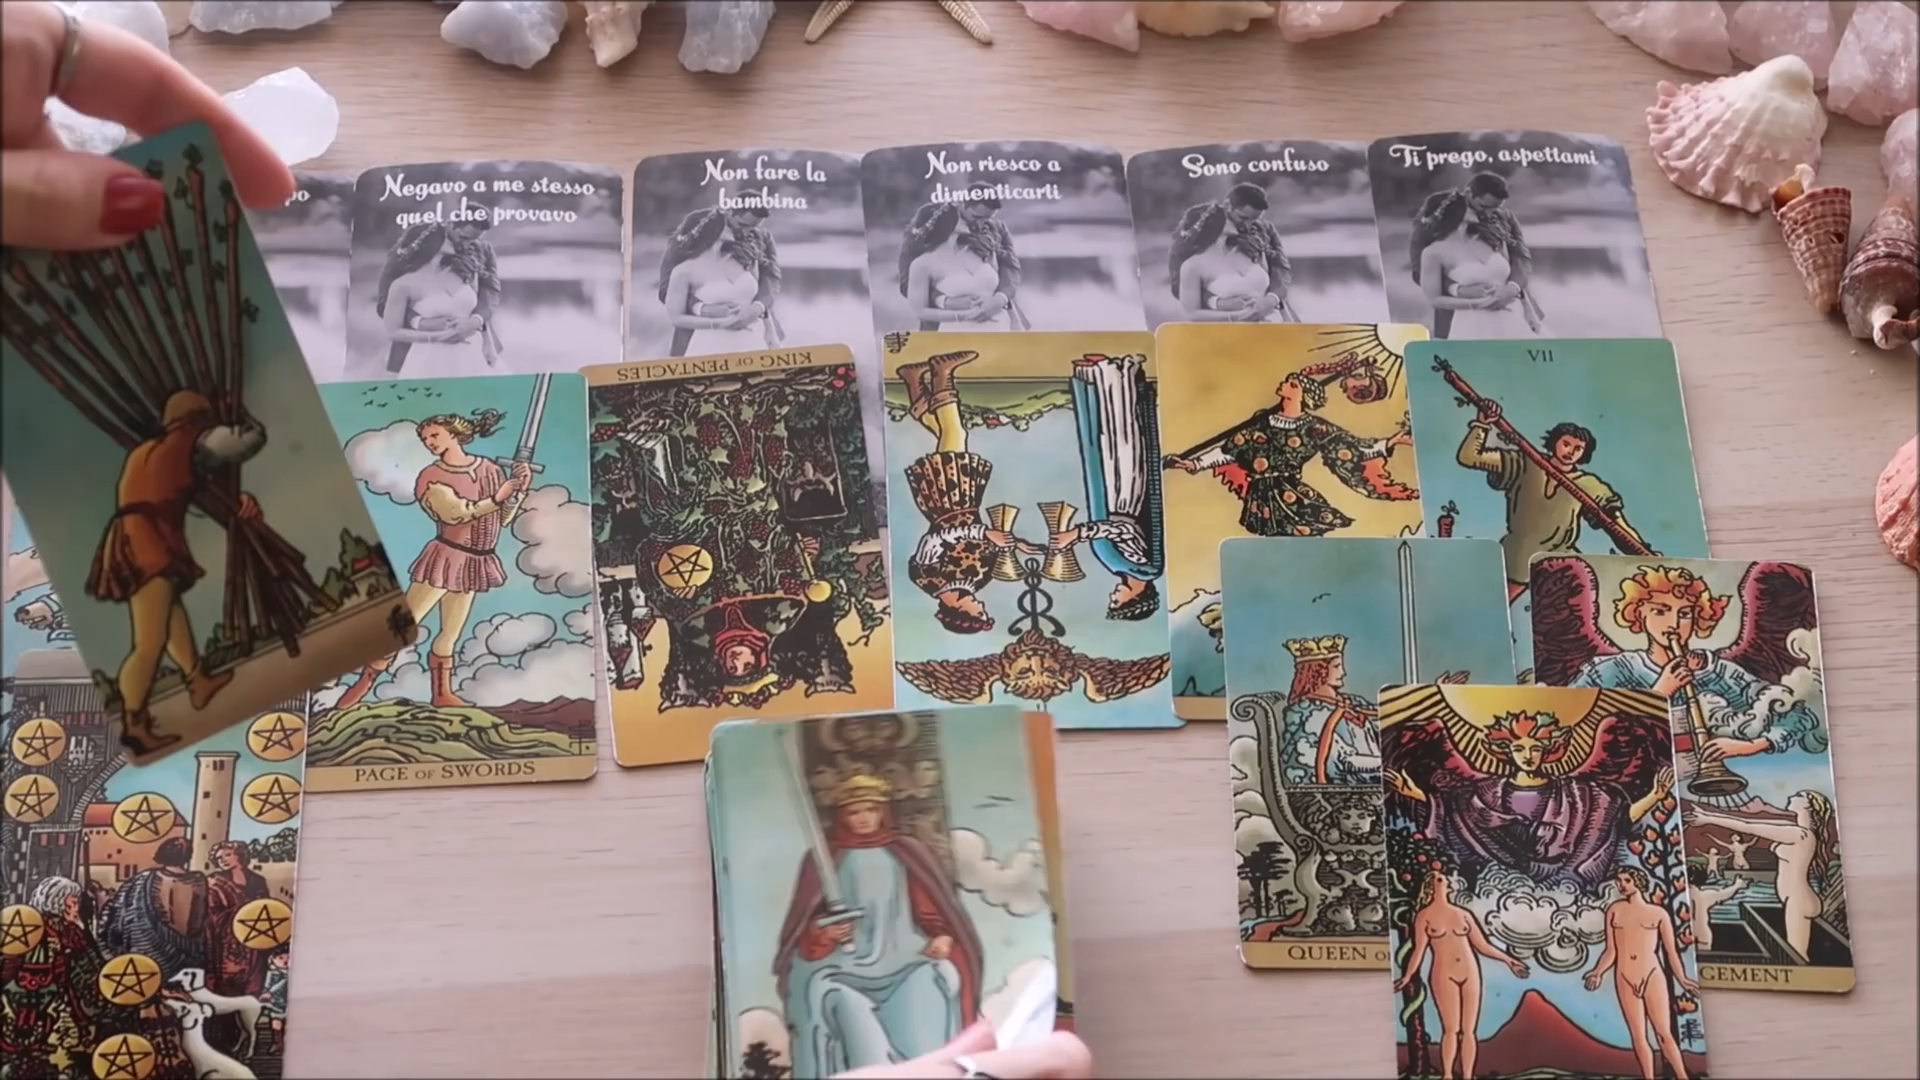 po
Negavo a me stesso
quel che provavo
Non fare la
bambina
Non riesco a
dimenticarti
Sono confuso
Ti prego, aspettami
KING OF PENTACLES
VII
PAGE OF SWORDS
QUEEN O
GEMENT